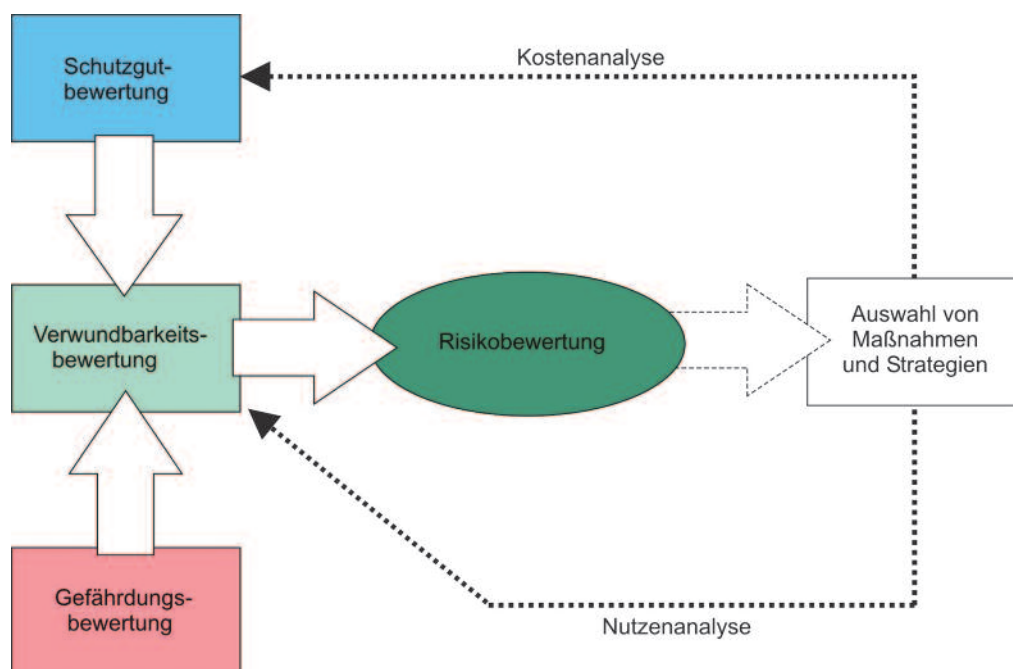 Schutzgut-
bewertung
Kostenanalyse
Verwundbarkeits-
bewertung
Risikobewertung
Auswahl von
Maßnahmen
und Strategien
Gefährdungs-
bewertung
Nutzenanalyse